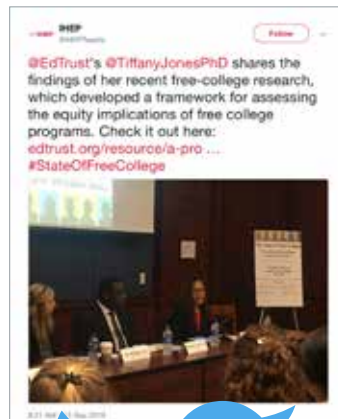 IHEP
Follow
@EdTrust's @TiffanyJonesPhD shares the
findings of her recent free-college research,
which developed a framework for assessing
the equity implications of free college
programs. Check it out here:
edtrust.org/resource/a-pro ...
#StateOfFreeCollege